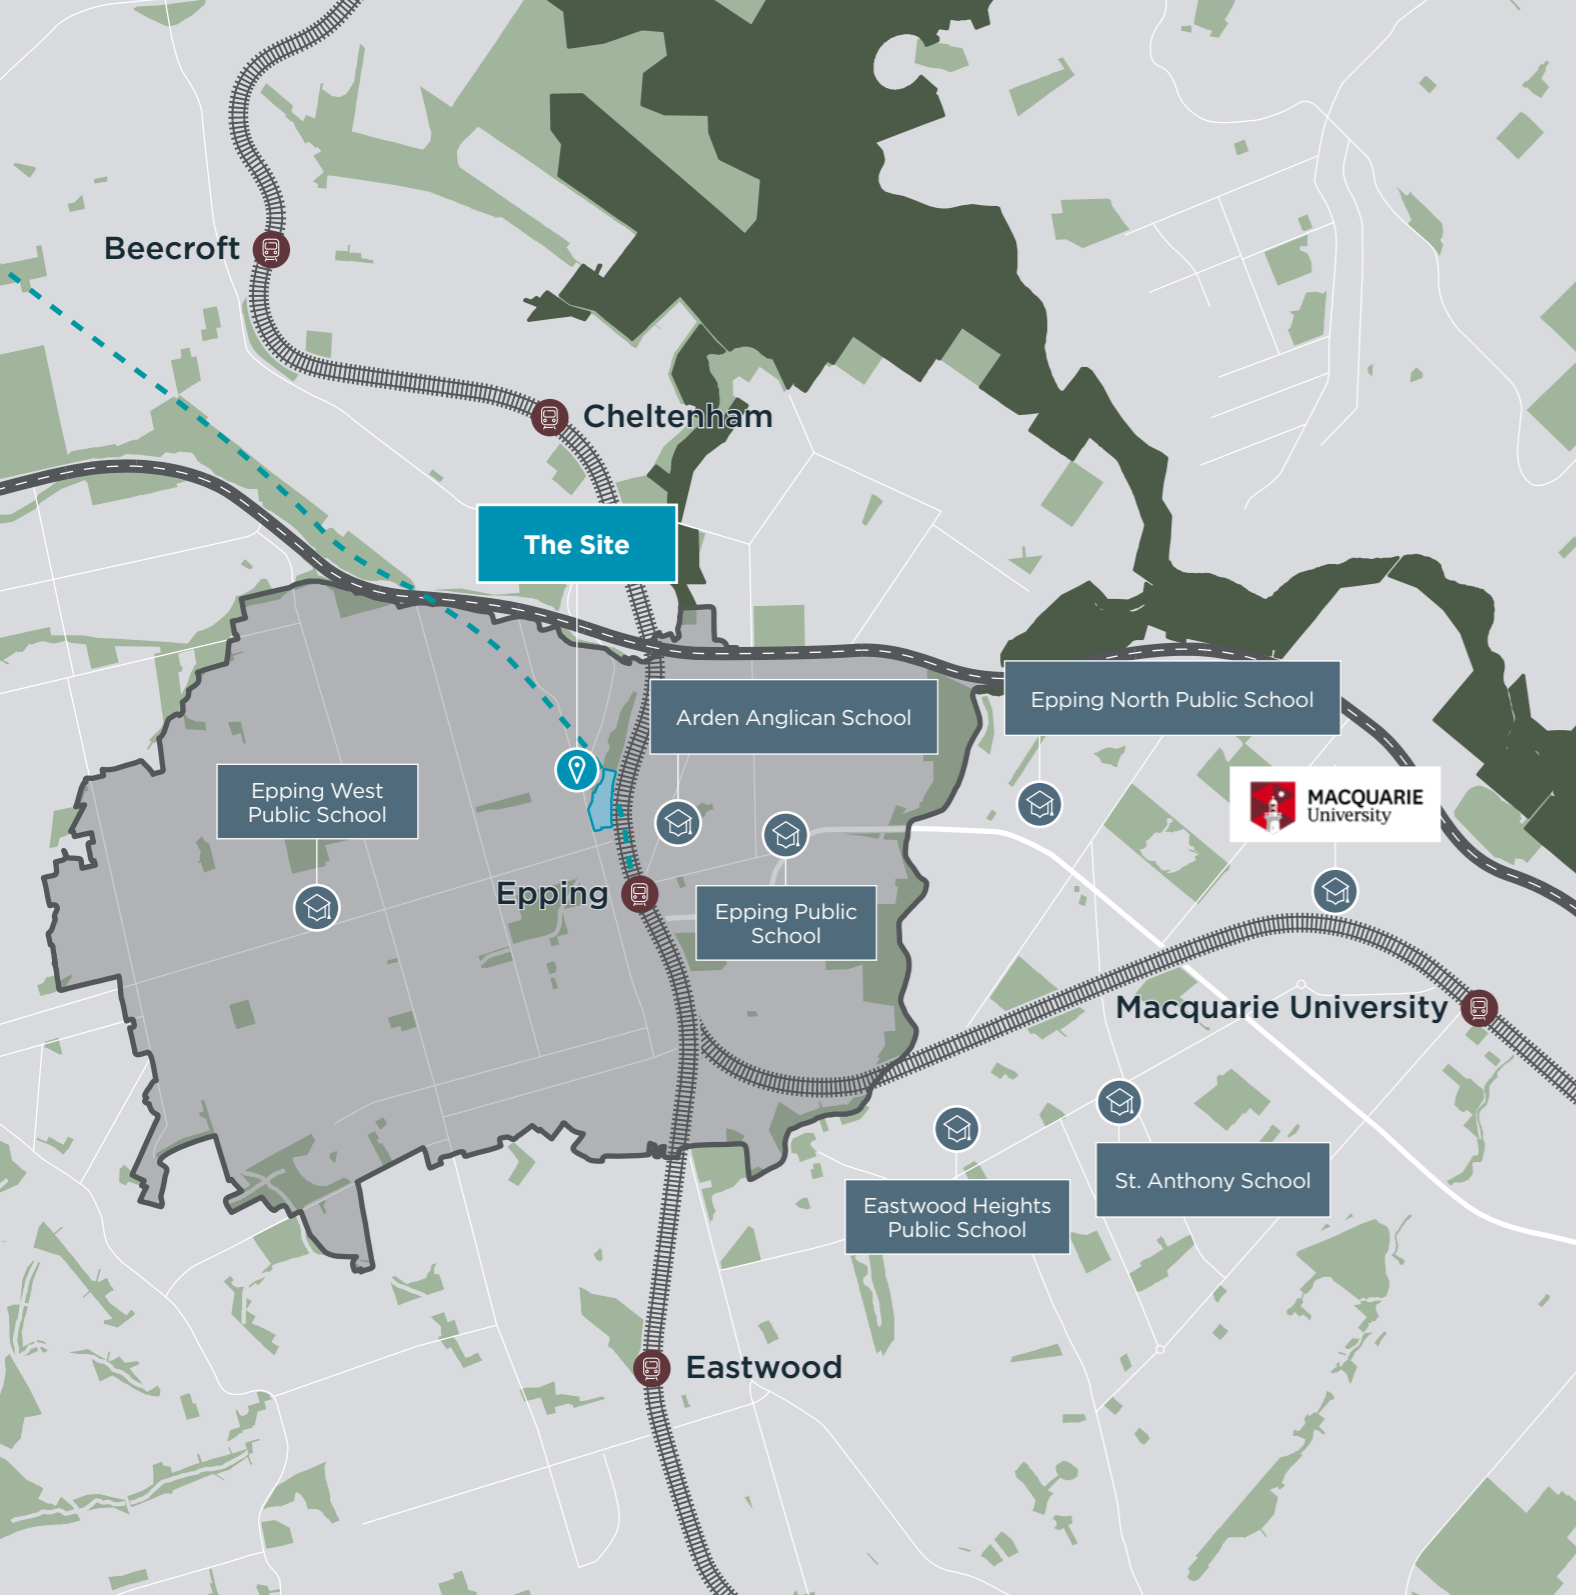 Beecroft
Cheltenham
The Site
Epping North Public School
Arden Anglican School
Epping West
Public School
MACQUARIE
University
Epping
Epping Public
School
Macquarie University
St. Anthony School
Eastwood Heights
Public School
Eastwood